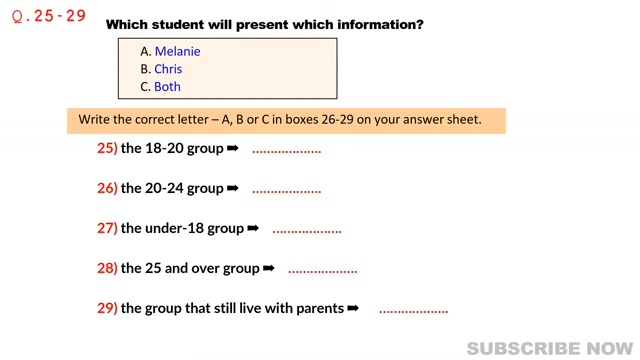 Q.25-29
Which student will present which information?
A. Melanie
B. Chris
C. Both
Write the correct letter – A, B or C in boxes 26-29 on your answer sheet.
25) the 18-20 group ➡ ...................
26) the 20-24 group ➡ ...................
27) the under-18 group ➡ ...................
28) the 25 and over group ➡ ...................
29) the group that still live with parents ➡ ...................
SUBSCRIBE NOW